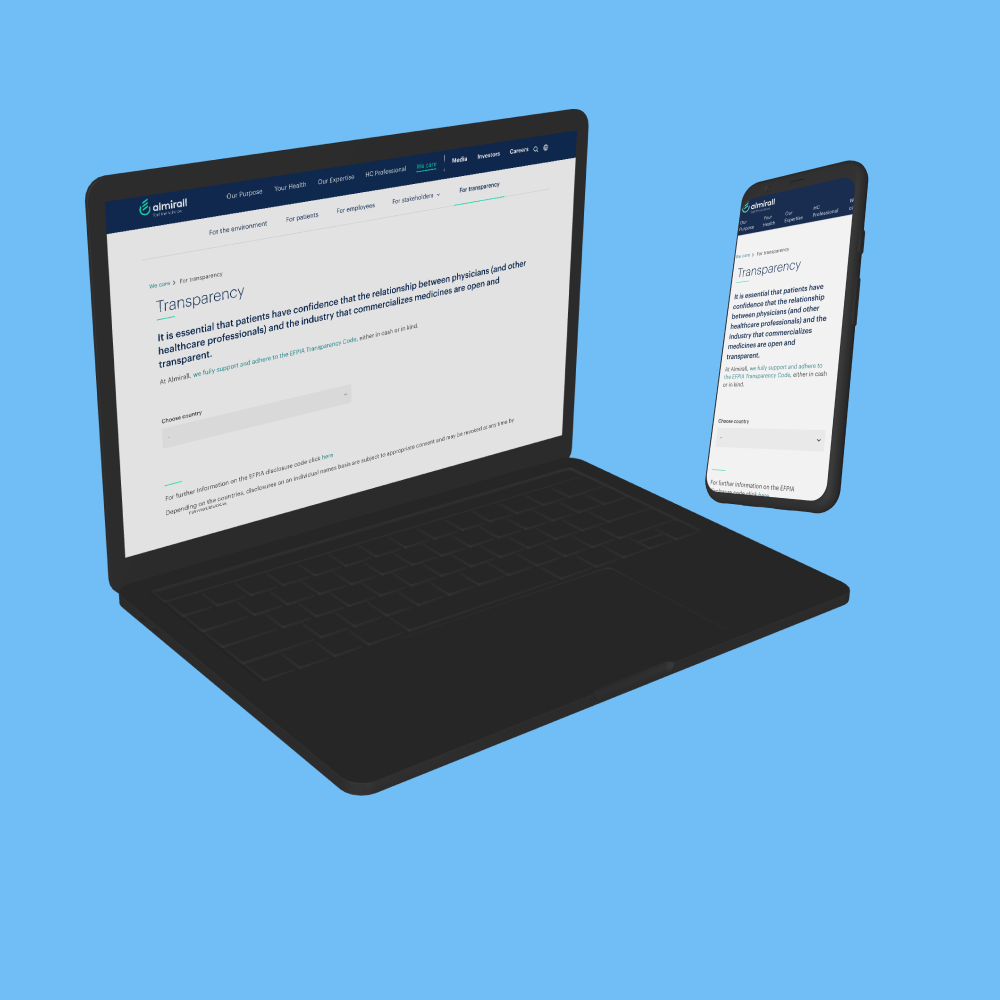 almirall
Our Purpose
Your Health
Our Expertise
HC Professional
We care
Media
Investors
Careers
For the environment
For patients
For employees
For stakeholders
For transparency
We care > For transparency
Transparency
It is essential that patients have confidence that the relationship between physicians (and other
healthcare professionals) and the industry that commercializes medicines are open and
transparent.
At Almirall, we fully support and adhere to the EFPIA Transparency Code, either in cash or in kind.
Choose country
-
For further information on the EFPIA disclosure code click here
Depending on the countries, disclosures on an individual names basis are subject to appropriate consent and may be revoked at any time by
almirall
Our
Purpose
Your
Health
Our
Expertise
HC
Professional
We care > For transparency
Transparency
It is essential that patients have
confidence that the relationship
between physicians (and other
healthcare professionals) and the
industry that commercializes
medicines are open and
transparent.
At Almirall, we fully support and adhere to
the EFPIA Transparency Code, either in cash
or in kind.
Choose country
-
For further information on the EFPIA
disclosure code click here